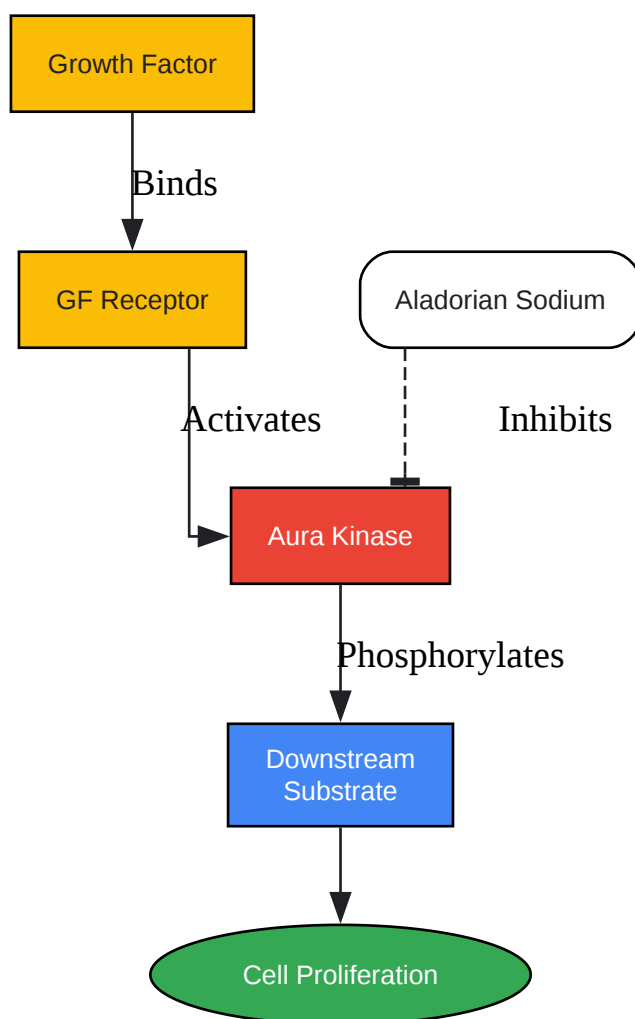 Growth Factor
Binds
GF Receptor
Aladorian Sodium
Activates
Inhibits
Aura Kinase
Phosphorylates
Downstream
Substrate
Cell Proliferation